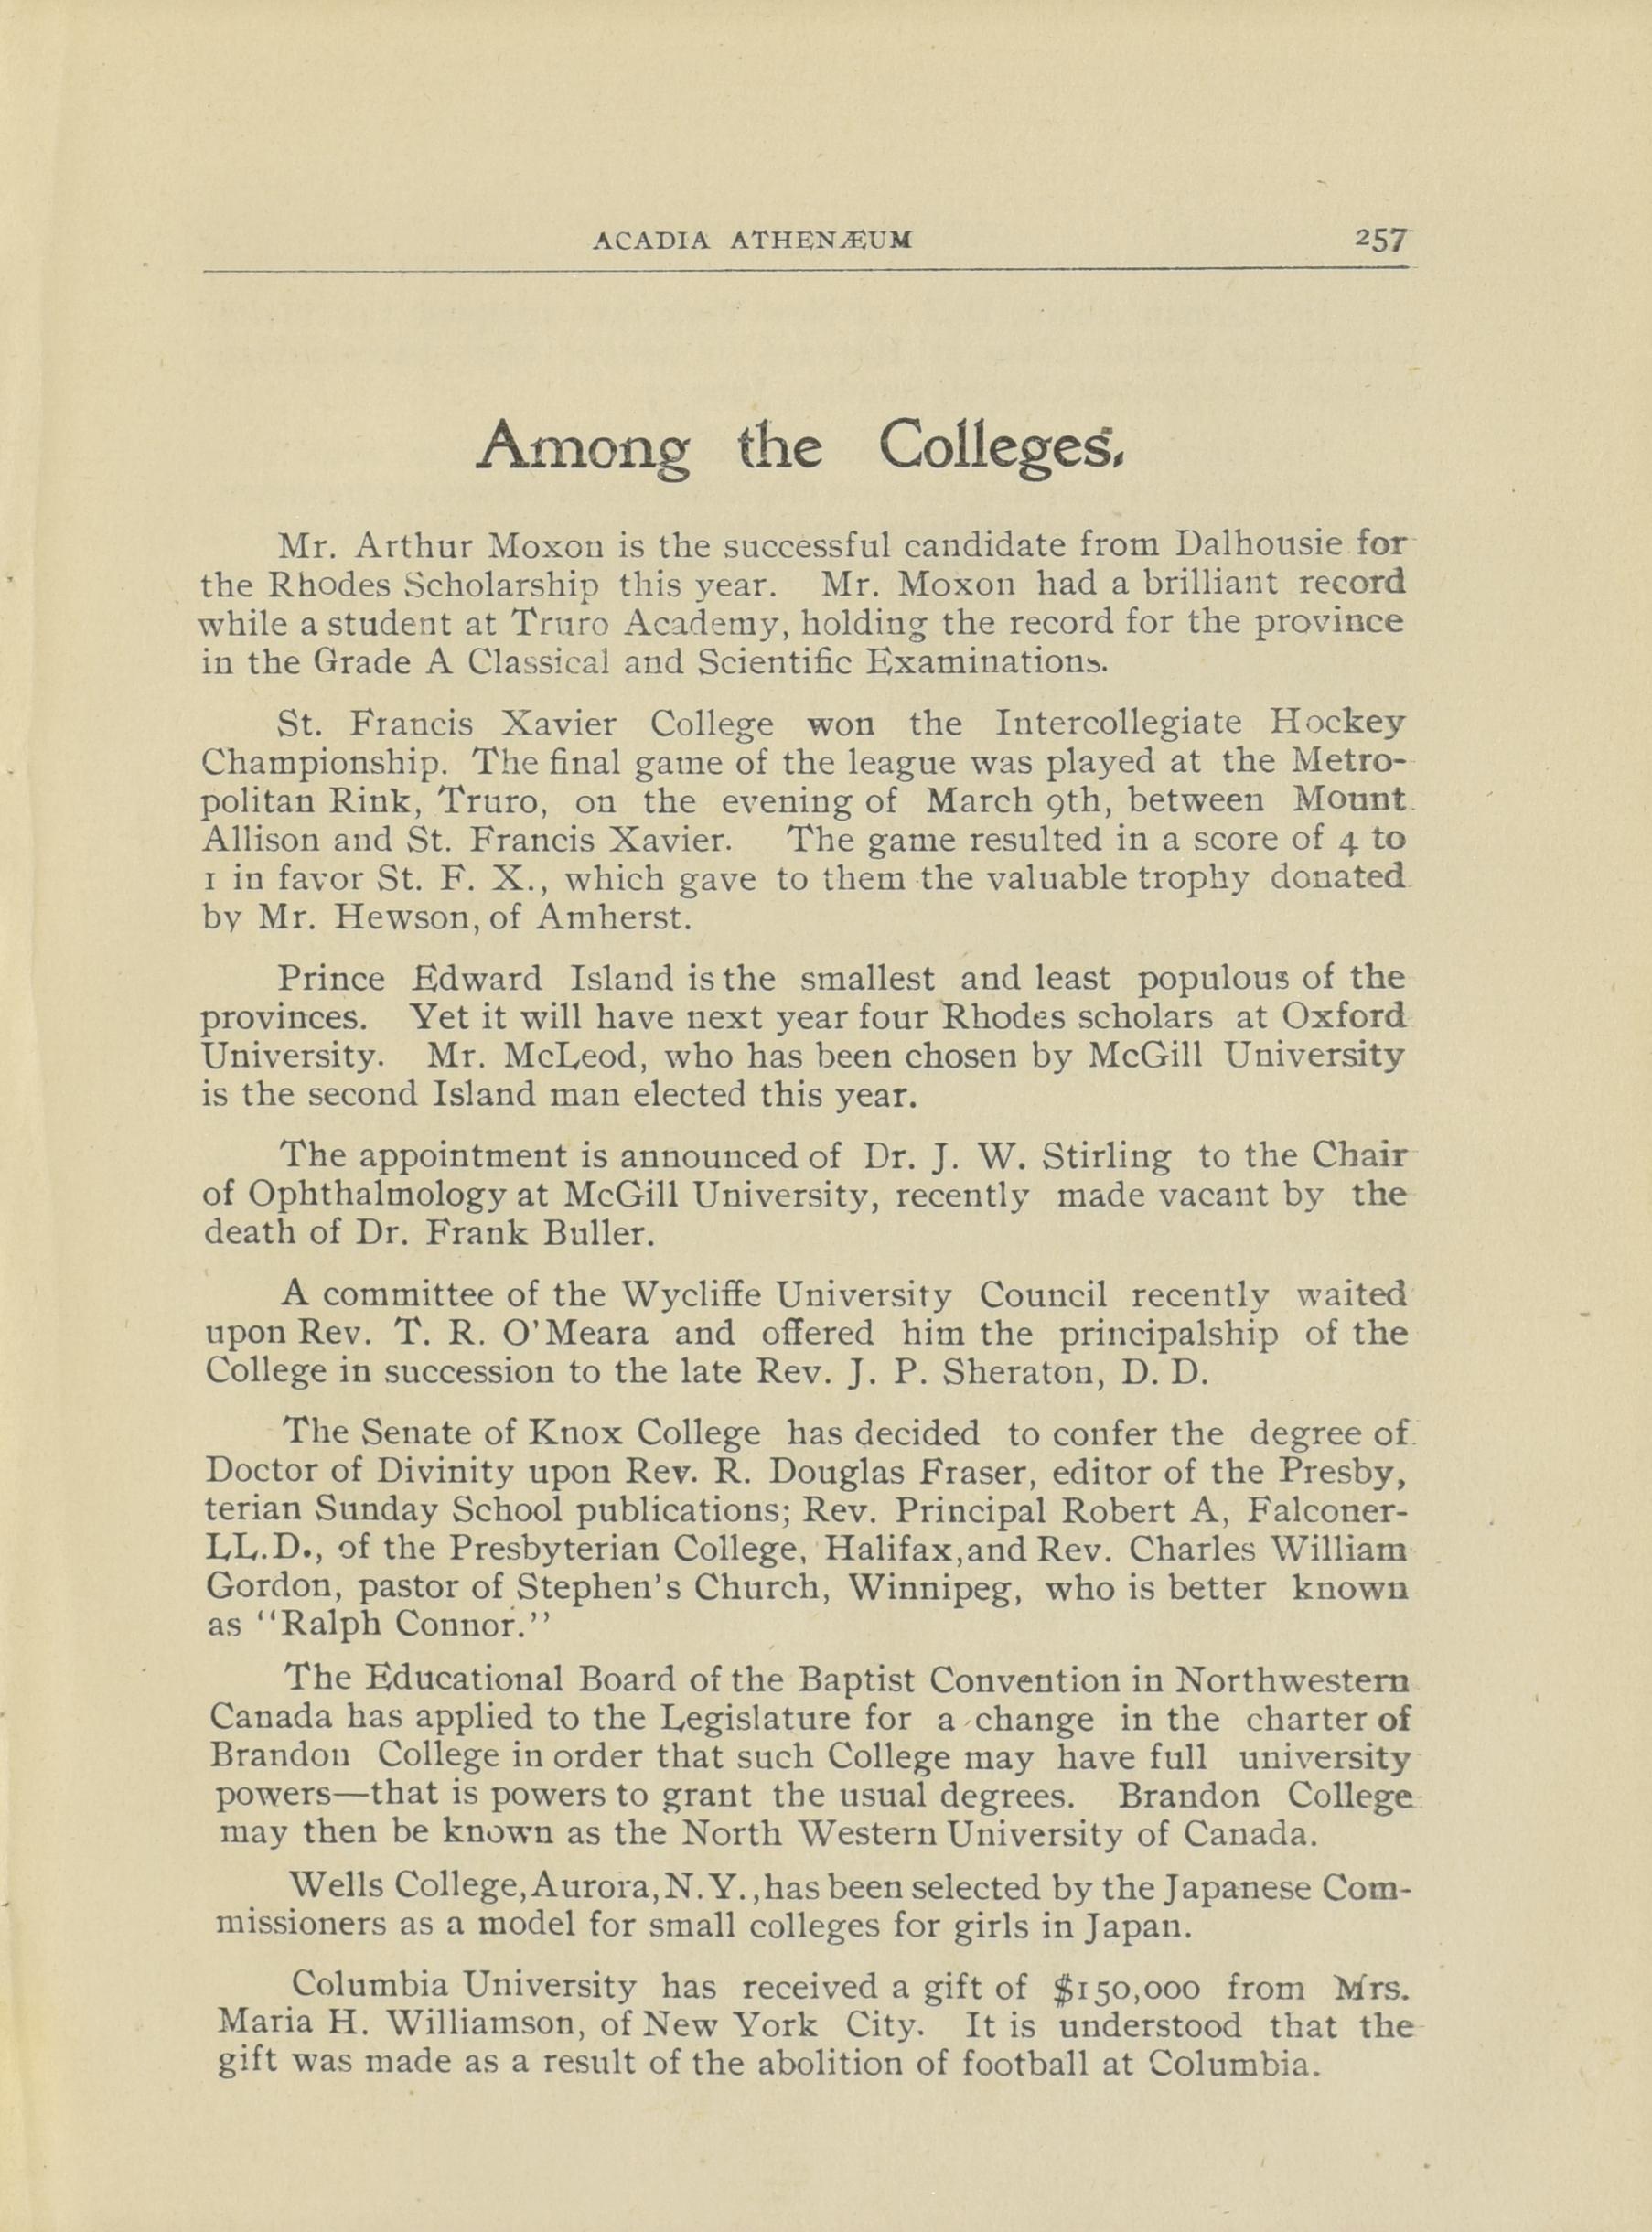 ACADIA ATHENÆUM 257
Among the Colleges.
Mr. Arthur Moxon is the successful candidate from Dalhousie for
the Rhodes Scholarship this year. Mr. Moxon had a brilliant record
while a student at Truro Academy, holding the record for the province
in the Grade A Classical and Scientific Examinations.
St. Francis Xavier College won the Intercollegiate Hockey
Championship. The final game of the league was played at the Metro-
politan Rink, Truro, on the evening of March 9th, between Mount
Allison and St. Francis Xavier. The game resulted in a score of 4 to
1 in favor St. F. X., which gave to them the valuable trophy donated
by Mr. Hewson, of Amherst.
Prince Edward Island is the smallest and least populous of the
provinces. Yet it will have next year four Rhodes scholars at Oxford
University. Mr. McLeod, who has been chosen by McGill University
is the second Island man elected this year.
The appointment is announced of Dr. J. W. Stirling to the Chair
of Ophthalmology at McGill University, recently made vacant by the
death of Dr. Frank Buller.
A committee of the Wycliffe University Council recently waited
upon Rev. T. R. O'Meara and offered him the principalship of the
College in succession to the late Rev. J. P. Sheraton, D. D.
The Senate of Knox College has decided to confer the degree of
Doctor of Divinity upon Rev. R. Douglas Fraser, editor of the Presby,
terian Sunday School publications; Rev. Principal Robert A, Falconer-
LL.D., of the Presbyterian College, Halifax,and Rev. Charles William
Gordon, pastor of Stephen's Church, Winnipeg, who is better known
as "Ralph Connor."
The Educational Board of the Baptist Convention in Northwestern
Canada has applied to the Legislature for a change in the charter of
Brandon College in order that such College may have full university
powers—that is powers to grant the usual degrees. Brandon College
may then be known as the North Western University of Canada.
Wells College,Aurora,N.Y.,has been selected by the Japanese Com-
missioners as a model for small colleges for girls in Japan.
Columbia University has received a gift of $150,000 from Mrs.
Maria H. Williamson, of New York City. It is understood that the
gift was made as a result of the abolition of football at Columbia.